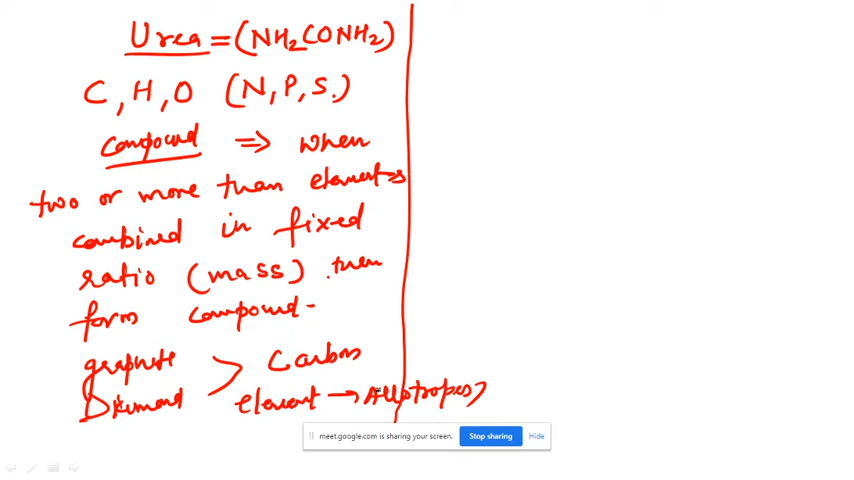 Urea = (NH2CONH2)
C, H, O (N, P, S.)
Compound ⇒ when
two or more than elements
combined in fixed
ratio (mass) then
form compound-
graphite > Carbon
Diamond element → Allotropes
meet.google.com is sharing your screen. Stop sharing Hide